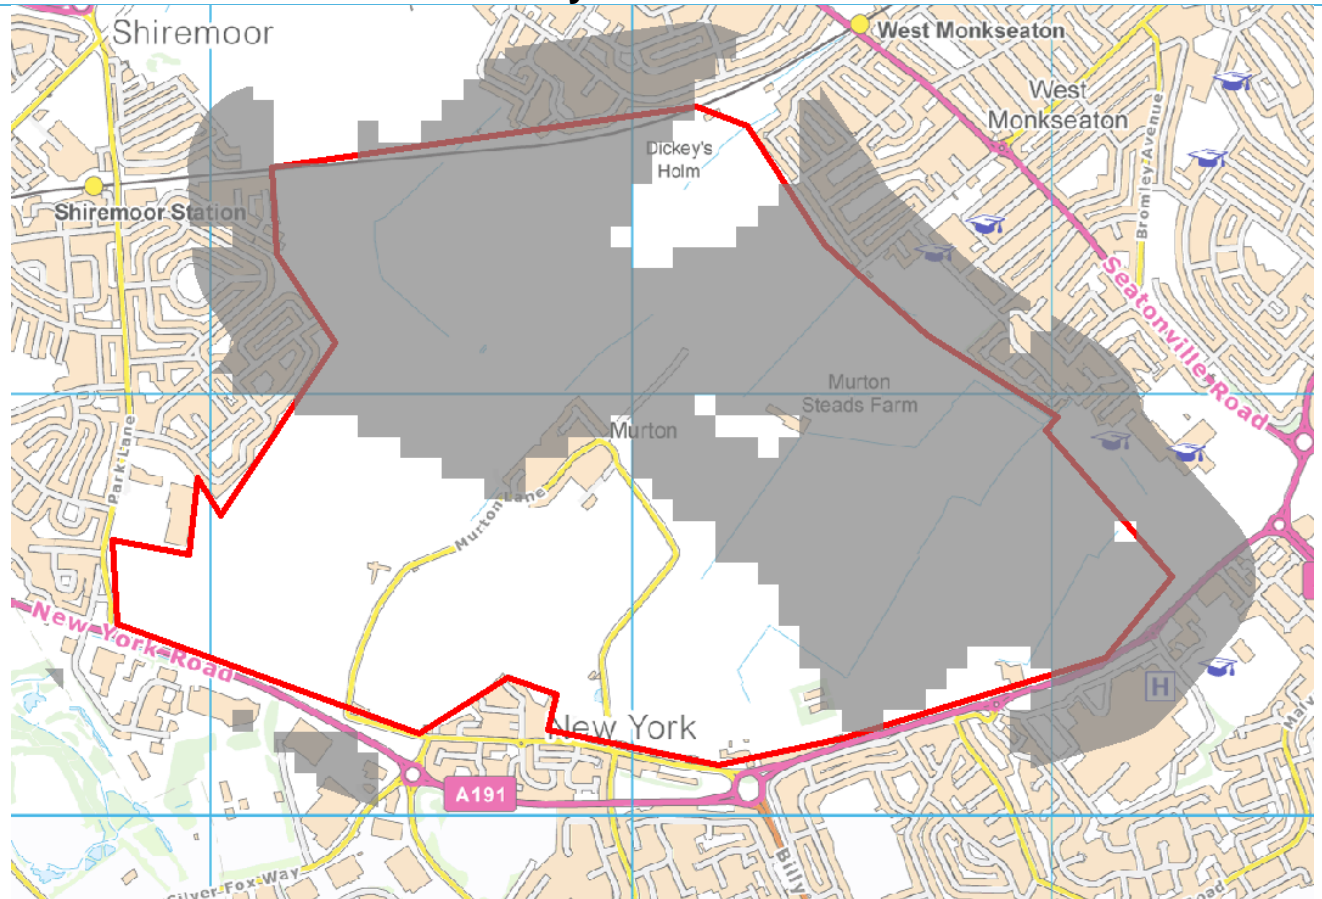 Shiremoor
West Monkseaton
West
Monkseaton
Bromley Avenue
Dickey's
Holm
Shiremoor Station
Seatonville Road
Murton
Steads Farm
Murton
Park Lane
Murton Lane
New York Road
H
New York
A191
Silver Fox Way
Billy
Road